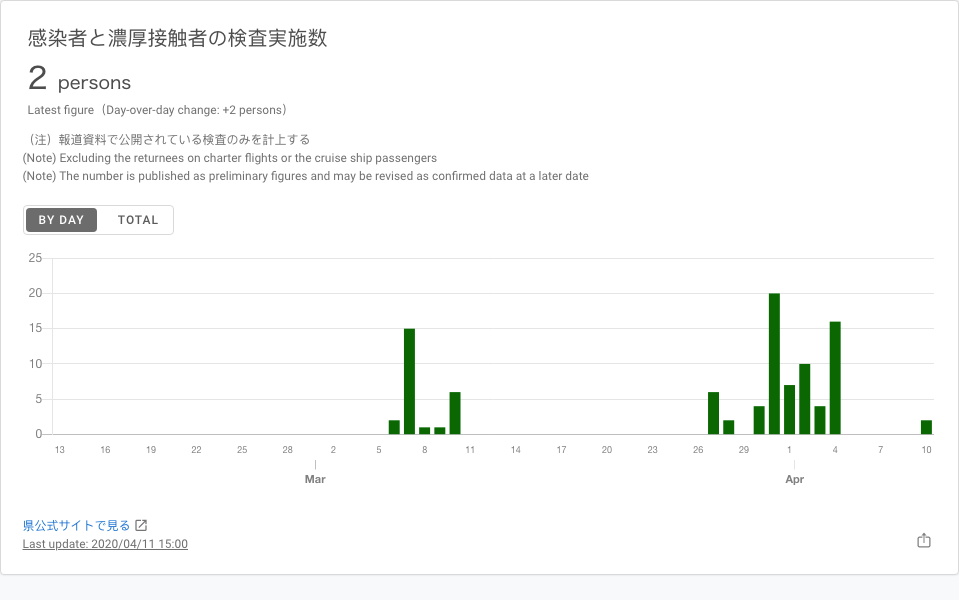 感染者と濃厚接触者の検査実施数
2 persons
Latest figure（Day-over-day change: +2 persons）
（注）報道資料で公開されている検査のみを計上する
(Note) Excluding the returnees on charter flights or the cruise ship passengers
(Note) The number is published as preliminary figures and may be revised as confirmed data at a later date
BY DAY TOTAL
25
20
15
10
5
0
13 16 19 22 25 28 2 5 8 11 14 17 20 23 26 29 1 4 7 10
Mar Apr
県公式サイトで見る
Last update: 2020/04/11 15:00